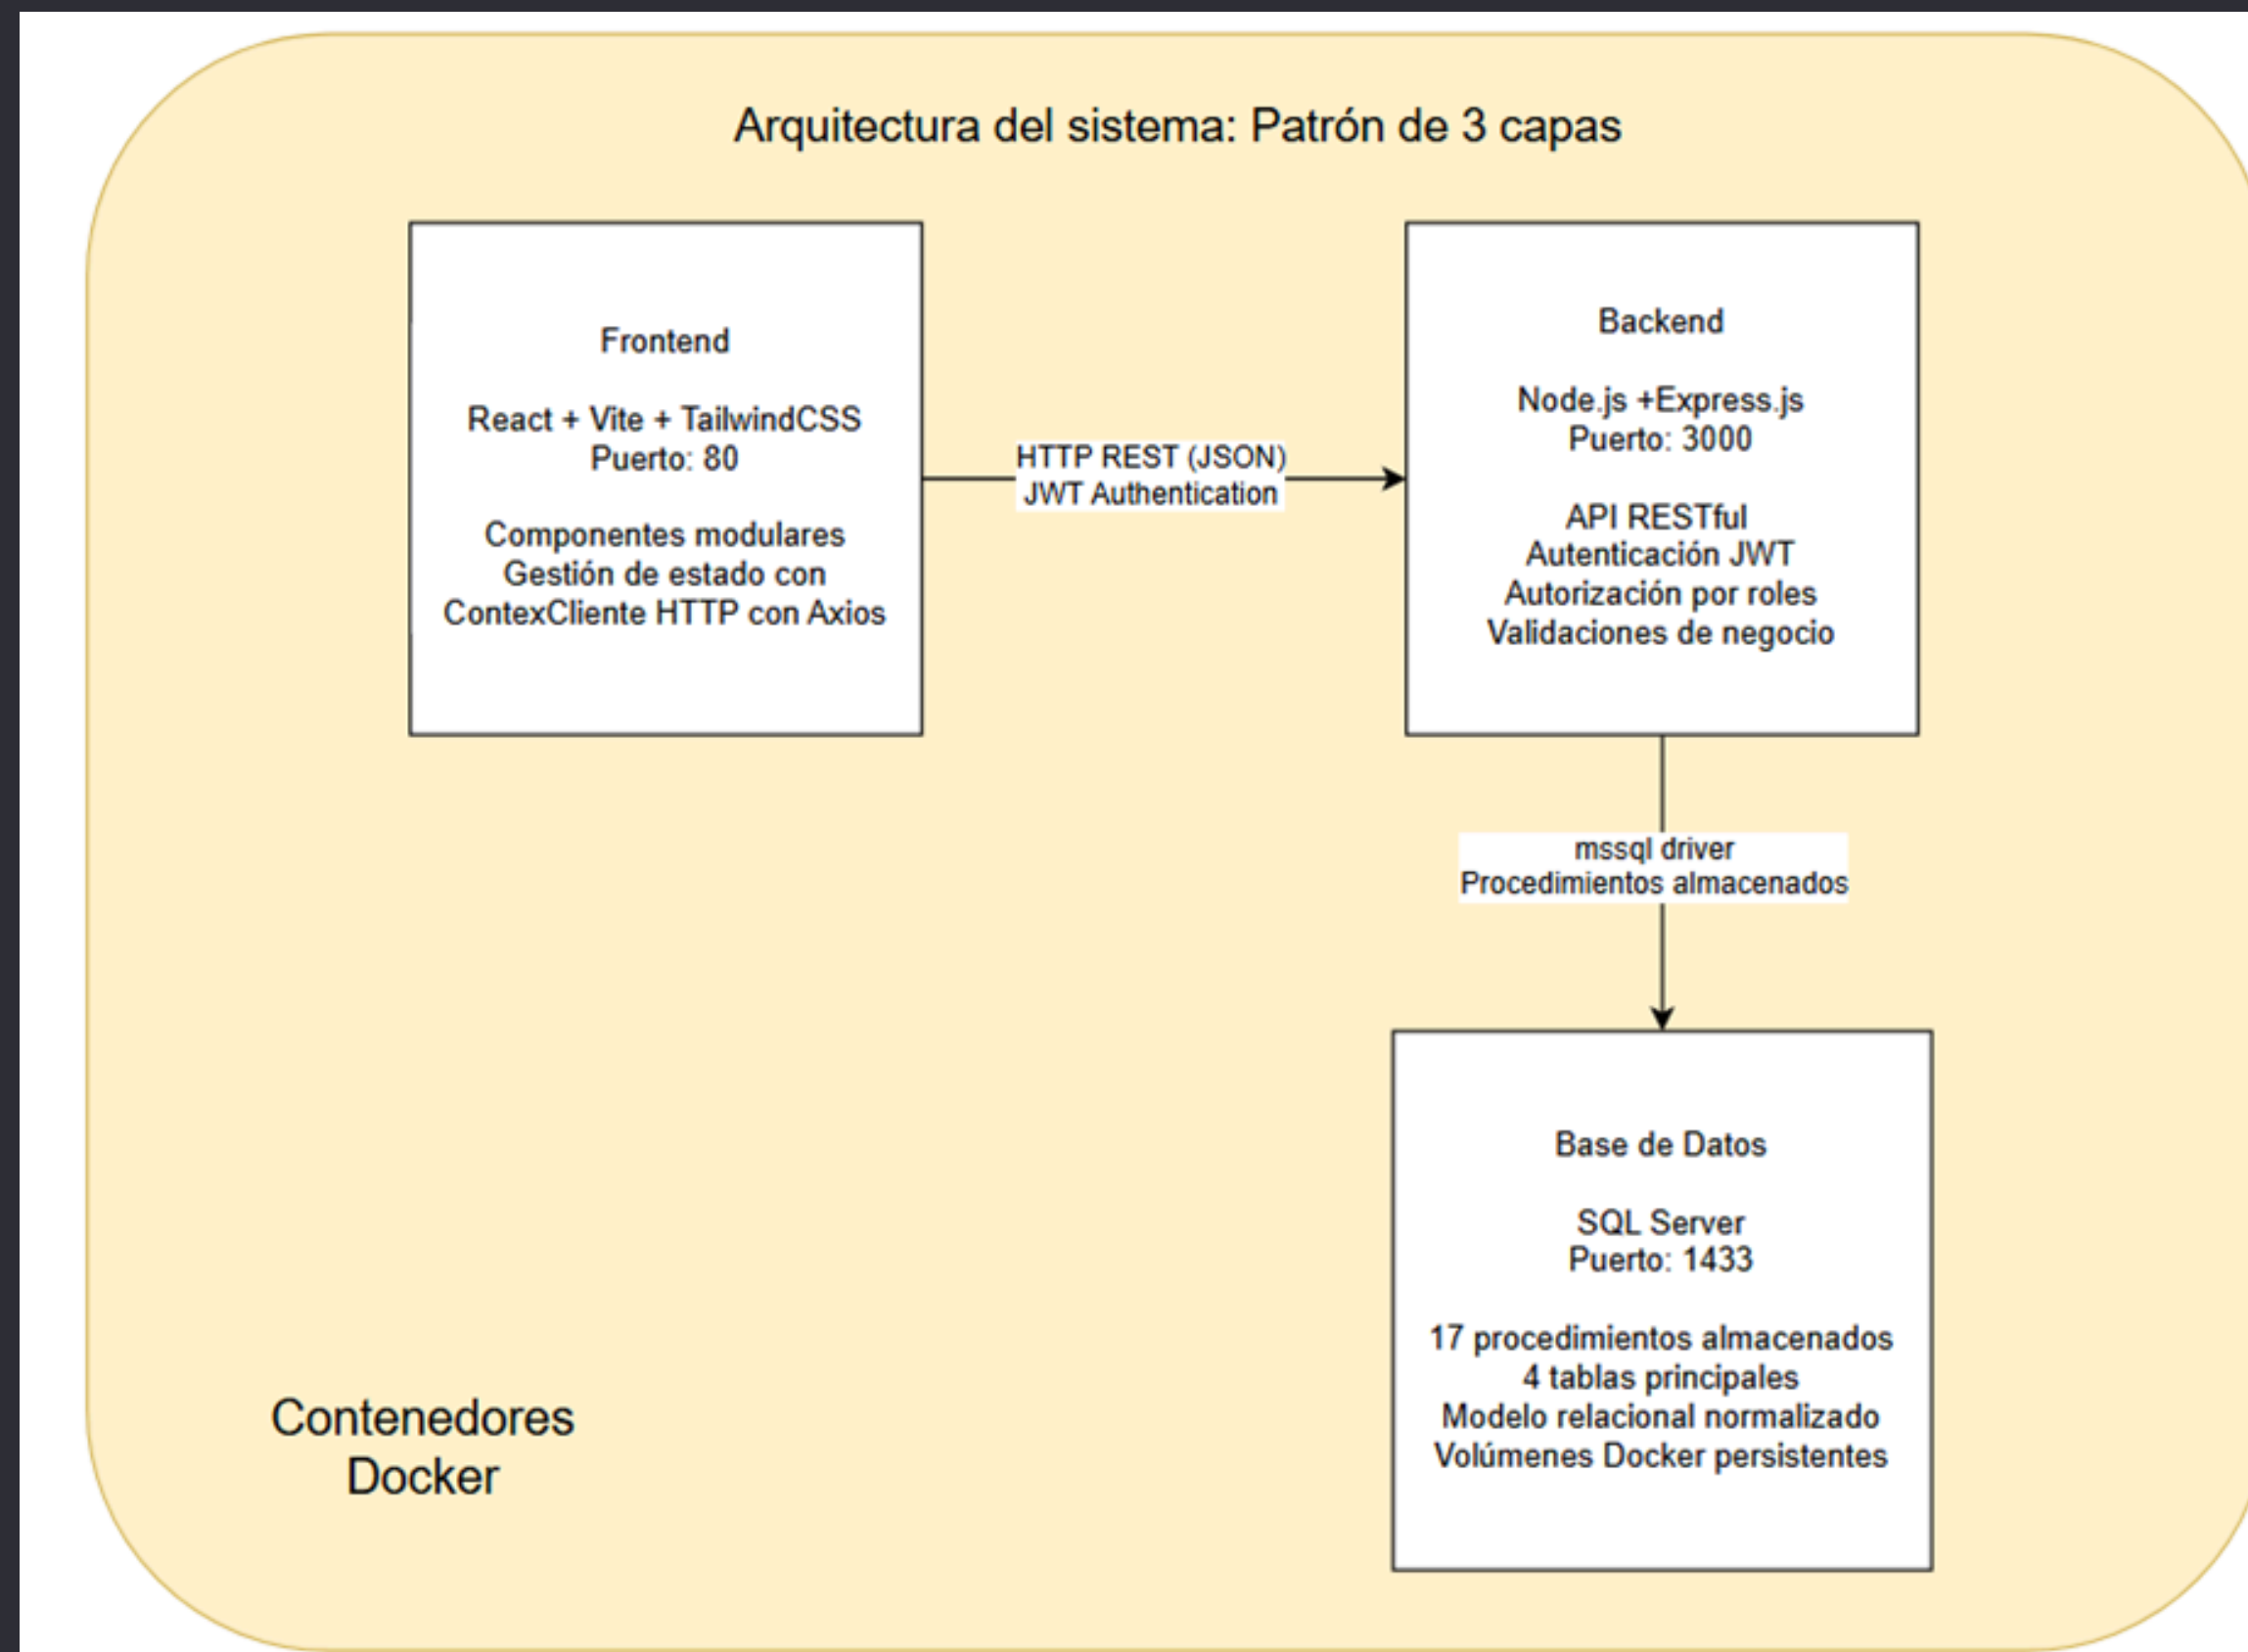 Arquitectura del sistema: Patrón de 3 capas
Frontend
React + Vite + TailwindCSS
Puerto: 80
Componentes modulares
Gestión de estado con
ContexCliente HTTP con Axios
HTTP REST (JSON)
JWT Authentication
Backend
Node.js +Express.js
Puerto: 3000
API RESTful
Autenticación JWT
Autorización por roles
Validaciones de negocio
mssql driver
Procedimientos almacenados
Base de Datos
SQL Server
Puerto: 1433
17 procedimientos almacenados
4 tablas principales
Modelo relacional normalizado
Volúmenes Docker persistentes
Contenedores
Docker